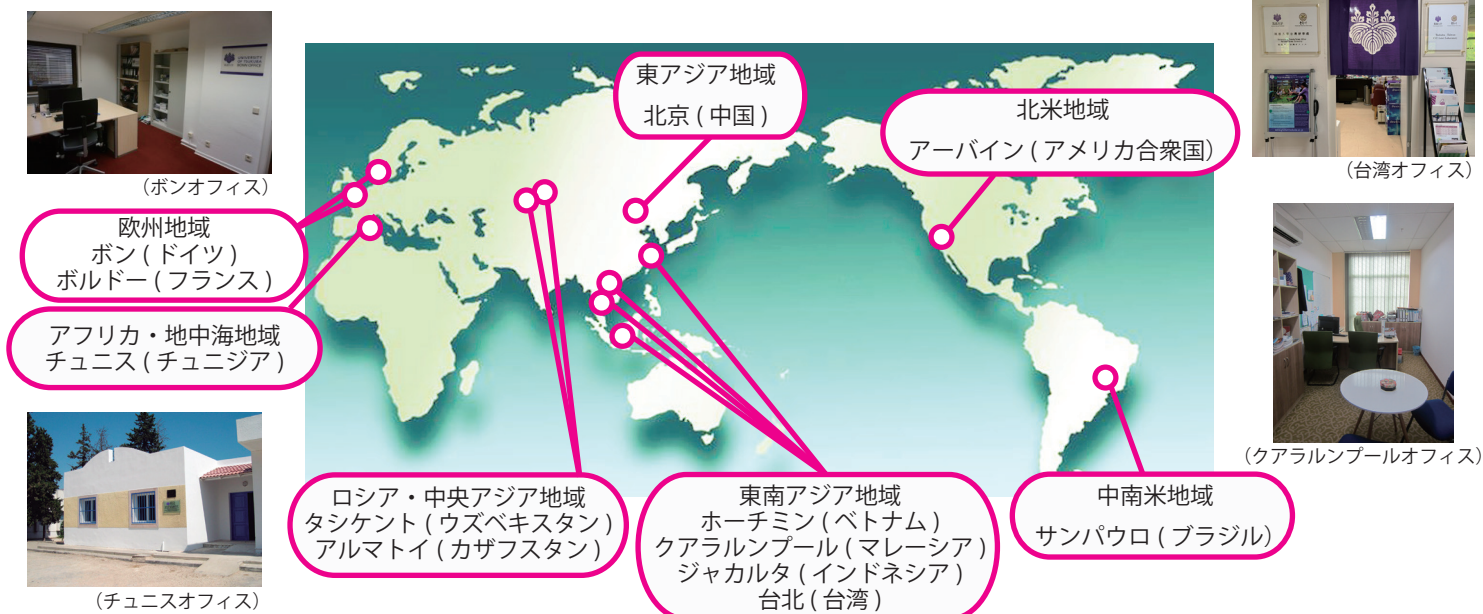 東アジア地域
北京 ( 中国 )
北米地域
アーバイン ( アメリカ合衆国)
UNIVERSITY
OF TSUKUBA
BONN OFFICE
(ボンオフィス)
(台湾オフィス)
欧州地域
ボン ( ドイツ )
ボルドー ( フランス )
アフリカ・地中海地域
チュニス ( チュニジア )
(クアラルンプールオフィス)
ロシア・中央アジア地域
タシケント ( ウズベキスタン )
アルマトイ ( カザフスタン )
東南アジア地域
ホーチミン ( ベトナム )
クアラルンプール ( マレーシア )
ジャカルタ ( インドネシア )
台北 ( 台湾 )
中南米地域
サンパウロ ( ブラジル)
(チュニスオフィス)